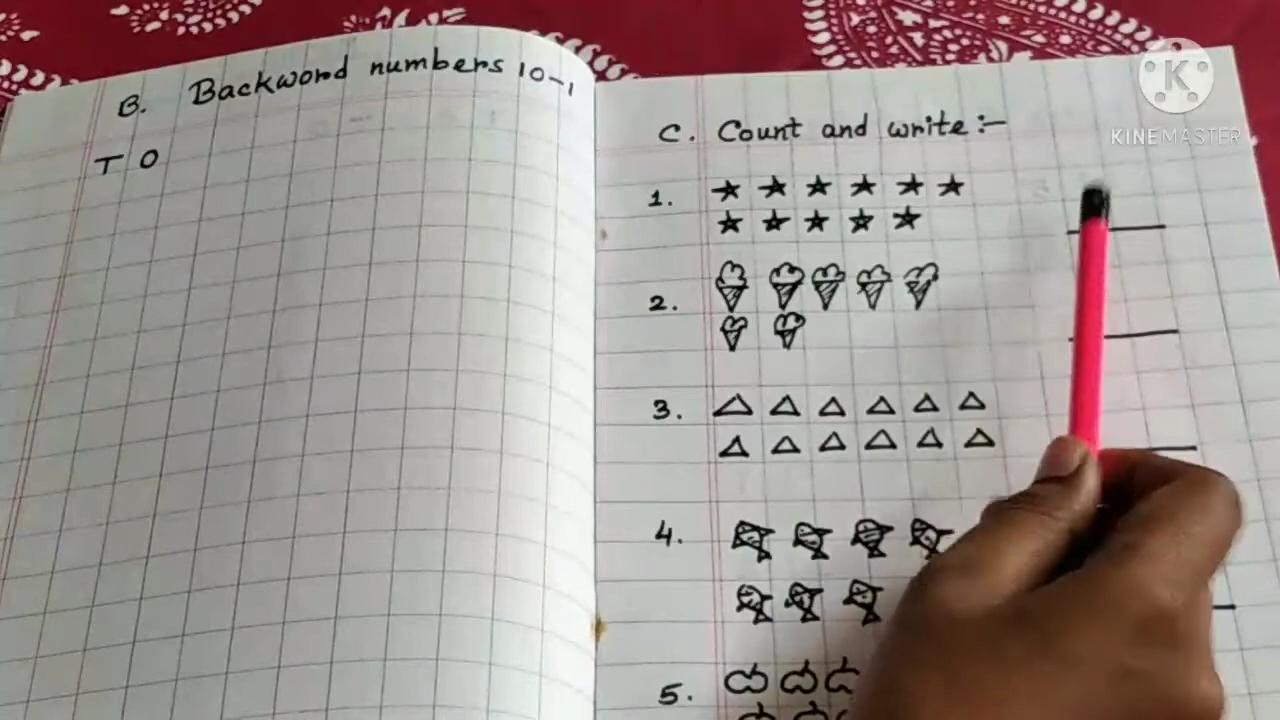 B. Backword numbers 10-1
T O
C. Count and write :-
1.
2.
3.
4.
5.
K
KINEMASTER